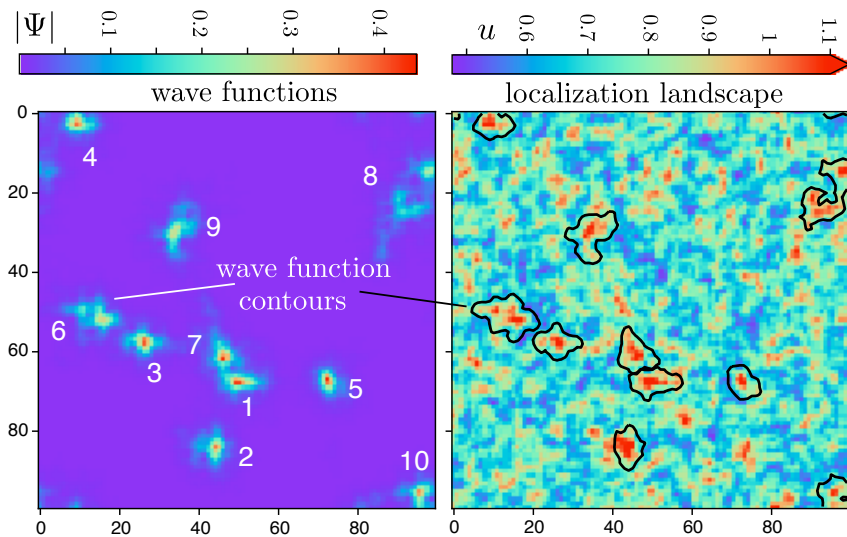 |Ψ| 0.1 0.2 0.3 0.4
u 0.6 0.7 0.8 0.9 1 1.1
wave functions
localization landscape
0
20
40
60
80
4
8
9
wave function
contours
6
7
3
1
5
2
10
0 20 40 60 80
0 20 40 60 80